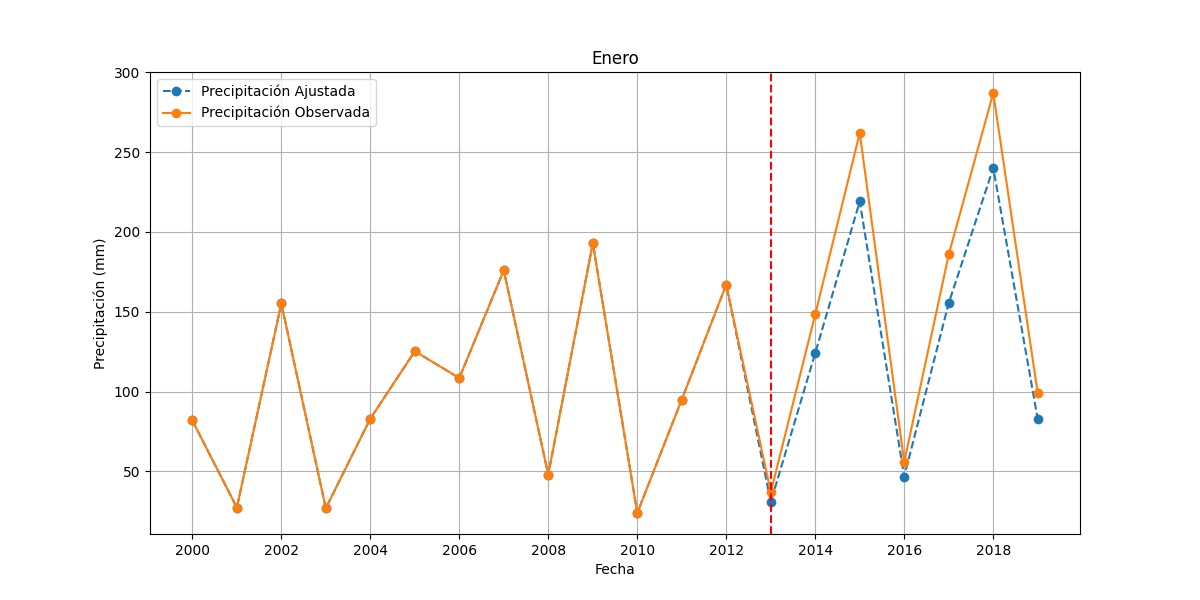 Enero
300
250
200
150
100
50
Precipitación (mm)
Precipitación Ajustada
Precipitación Observada
2000 2002 2004 2006 2008 2010 2012 2014 2016 2018
Fecha